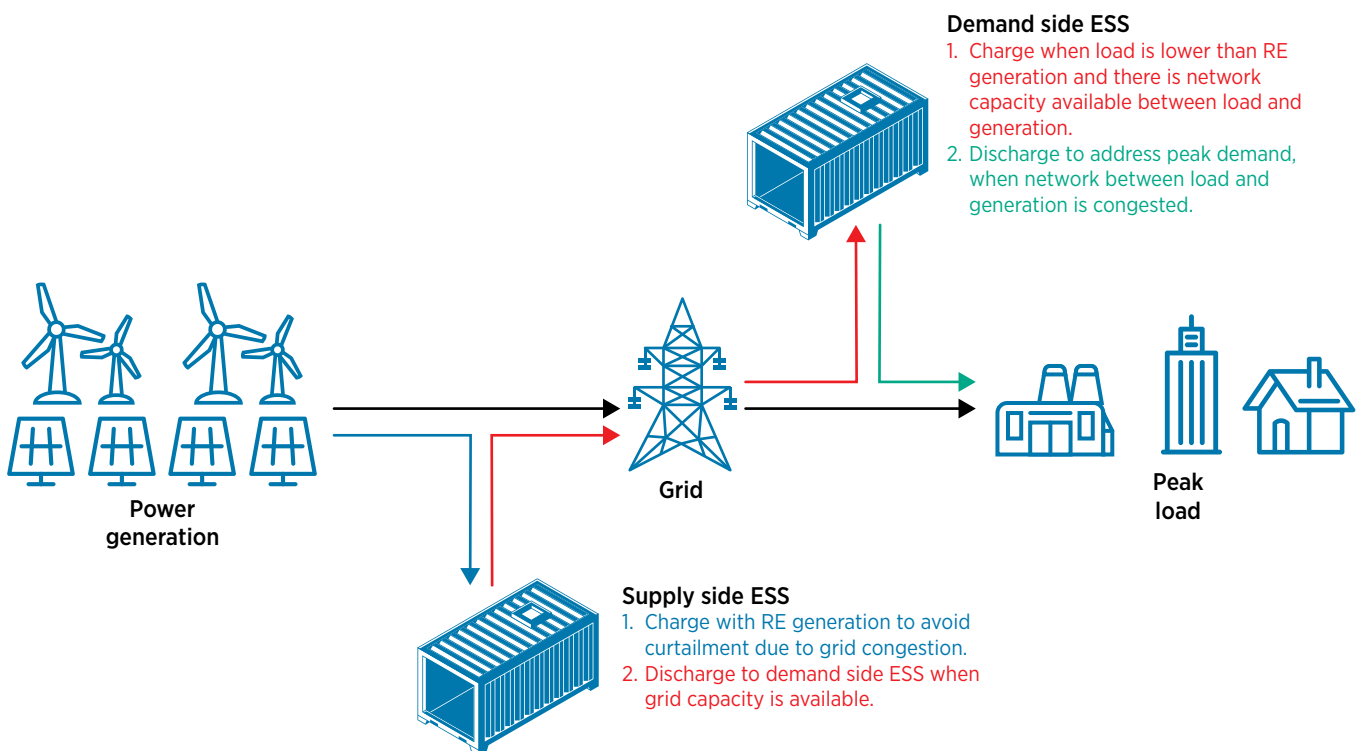 Demand side ESS
1. Charge when load is lower than RE
generation and there is network
capacity available between load and
generation.
2. Discharge to address peak demand,
when network between load and
generation is congested.
Power
generation
Grid
Peak
load
Supply side ESS
1. Charge with RE generation to avoid
curtailment due to grid congestion.
2. Discharge to demand side ESS when
grid capacity is available.